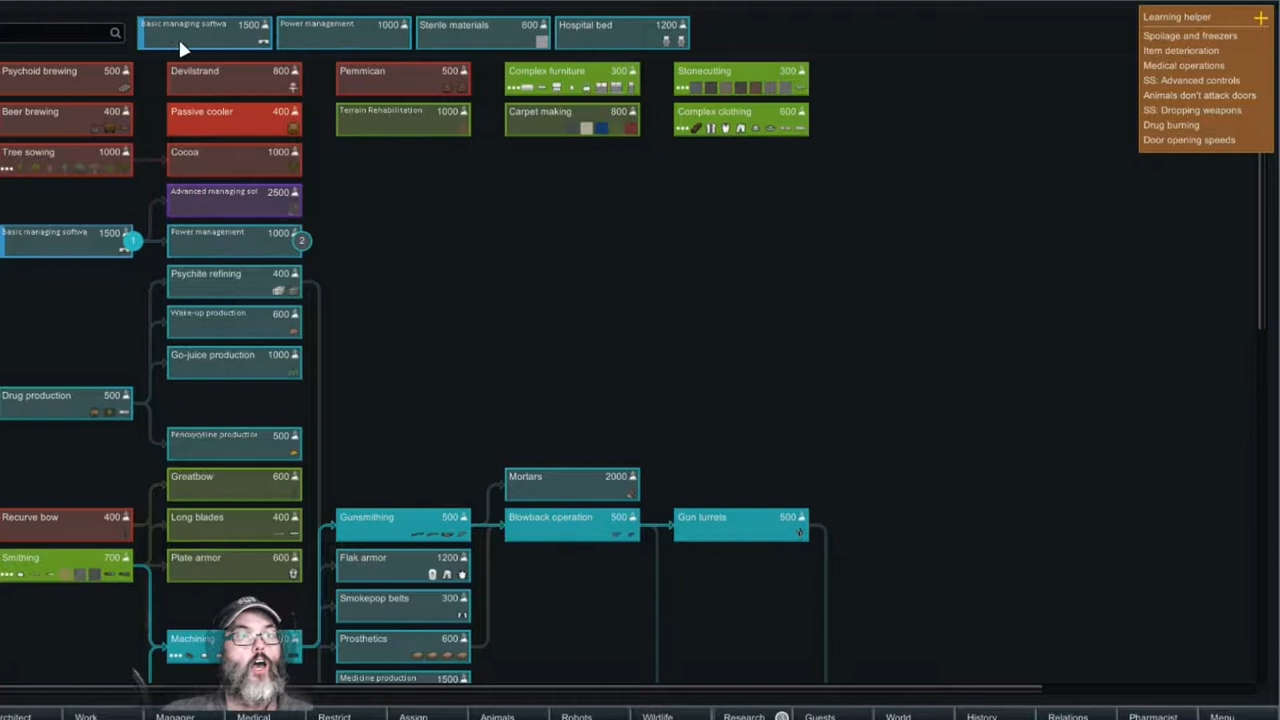 Basic managing softwa 1500
Power management 1000
Sterile materials 600
Hospital bed 1200
Learning helper
Spoilage and freezers
Item deterioration
Medical operations
SS: Advanced controls
Animals don't attack doors
SS: Dropping weapons
Drug burning
Door opening speeds
Psychoid brewing 500
Devilstrand 800
Pemmican 500
Complex furniture 300
Stonecutting 300
Beer brewing 400
Passive cooler 400
Terrain Rehabilitation 1000
Carpet making 800
Complex clothing 600
Tree sowing 1000
Cocoa 1000
Advanced managing sof 2500
Basic managing softwa 1500 1
Power management 1000 2
Psychite refining 400
Wake-up production 600
Go-juice production 1000
Drug production 500
Penoxycyline production 500
Greatbow 600
Mortars 2000
Recurve bow 400
Long blades 400
Gunsmithing 500
Blowback operation 500
Gun turrets 500
Smithing 700
Plate armor 600
Flak armor 1200
Smokepop belts 300
Machining
Prosthetics 600
Medicine production 1500
rchitect
Work
Manager
Medical
Restrict
Assign
Animals
Robots
Wildlife
Research
Guests
World
History
Relations
Pharmacist
Menu